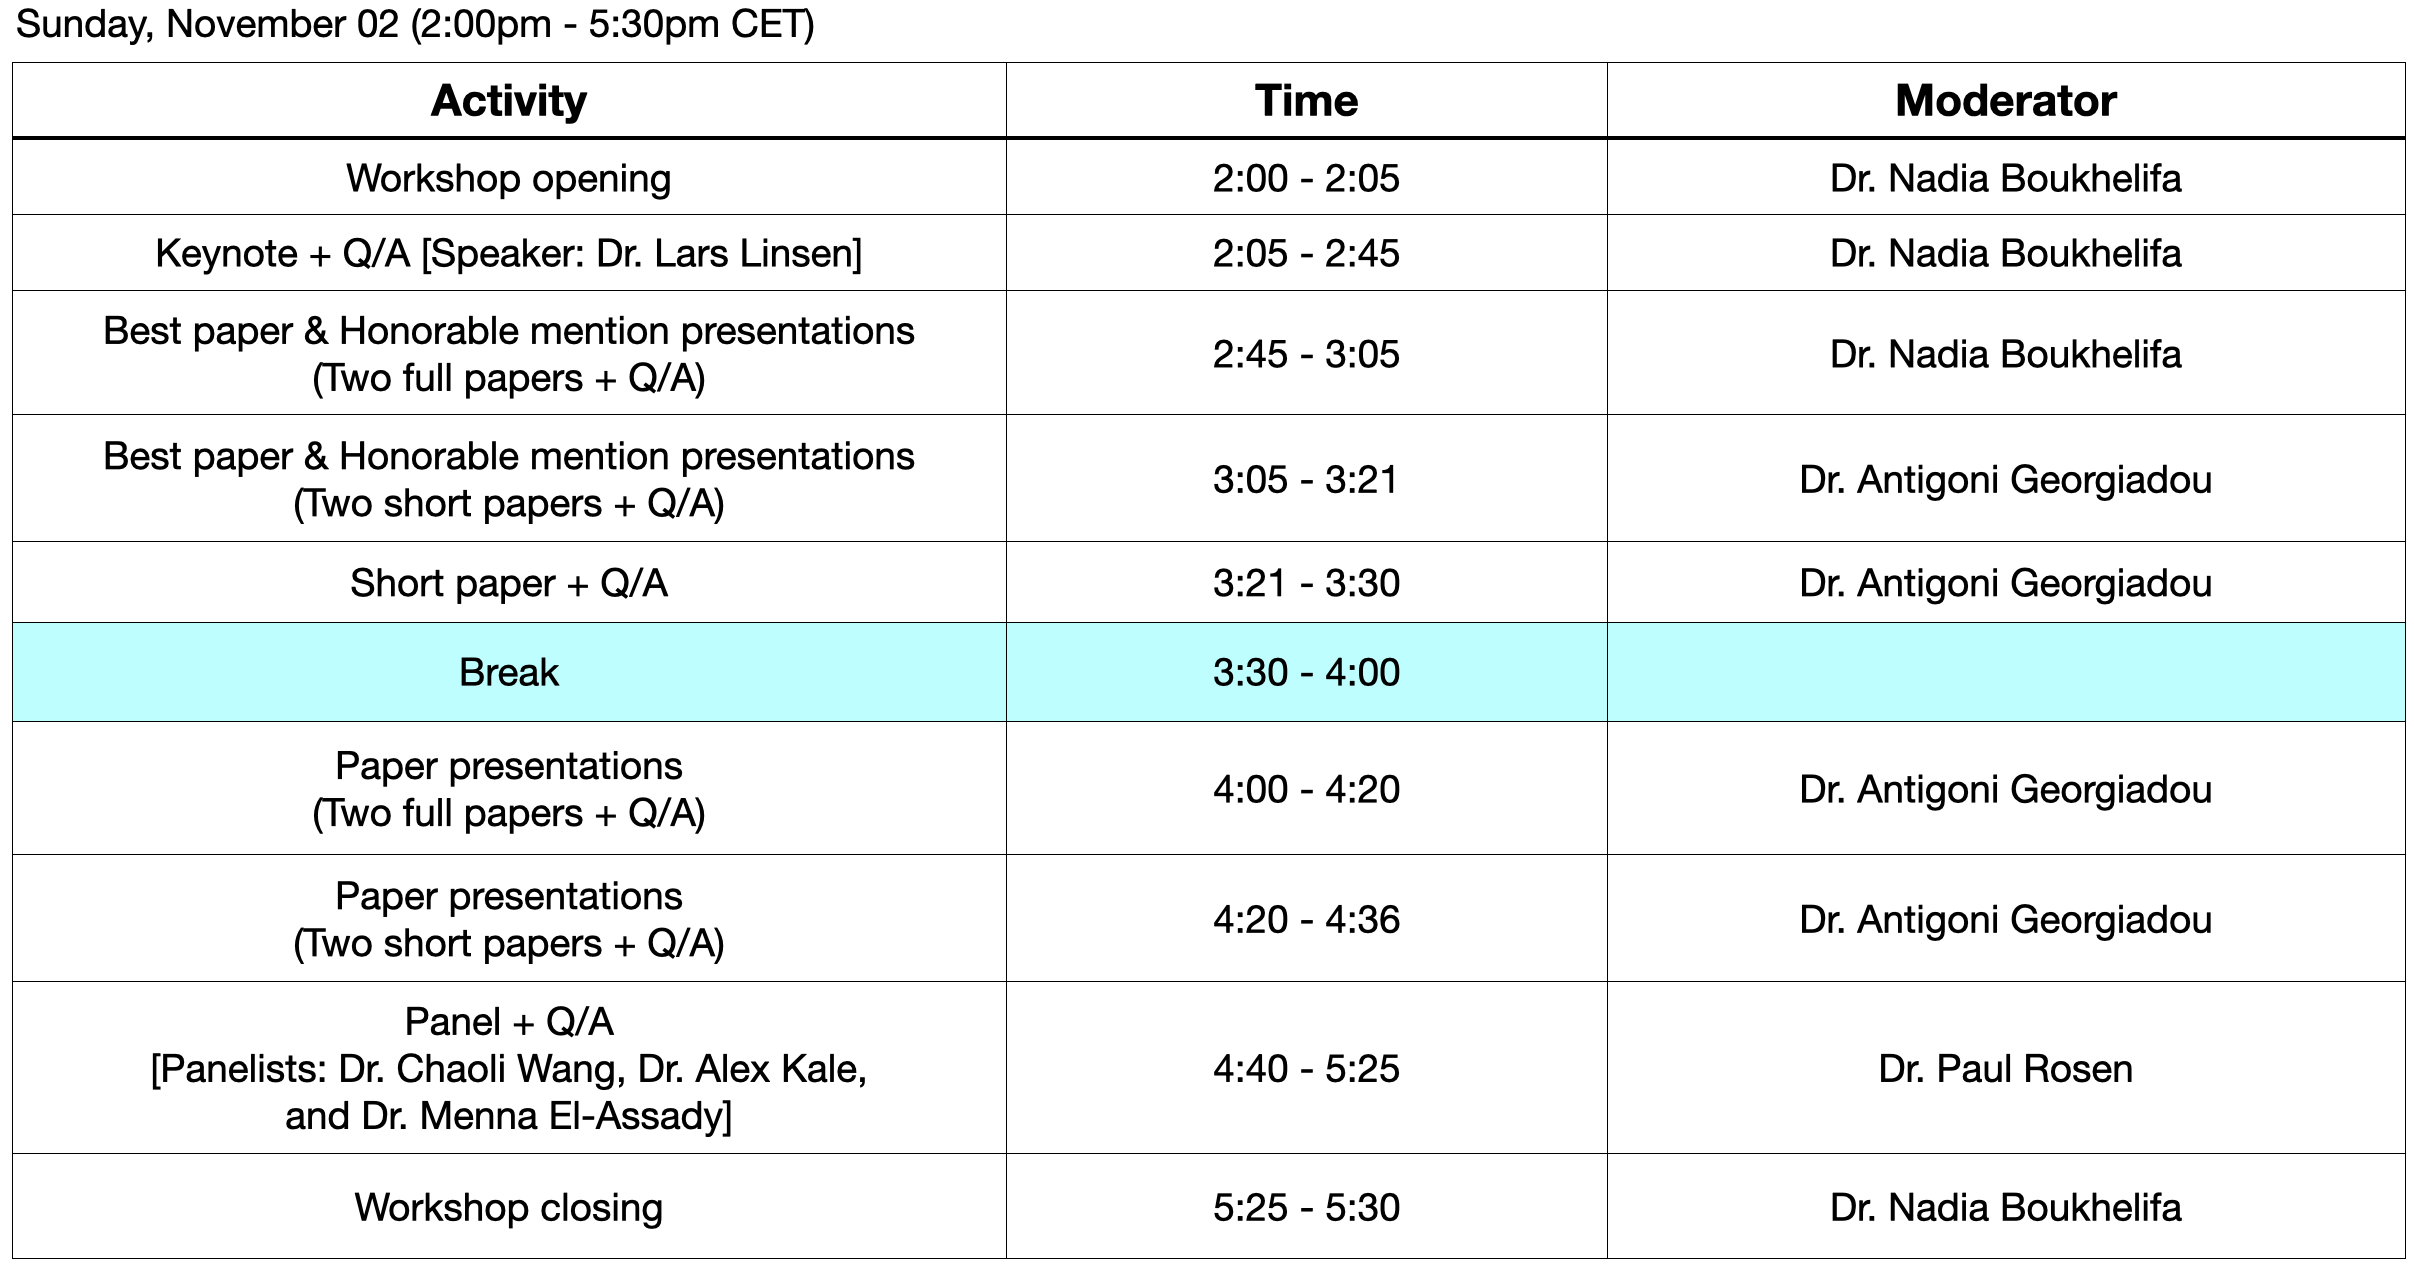 Sunday, November 02 (2:00pm - 5:30pm CET)
Activity Time Moderator
Workshop opening 2:00 - 2:05 Dr. Nadia Boukhelifa
Keynote + Q/A [Speaker: Dr. Lars Linsen] 2:05 - 2:45 Dr. Nadia Boukhelifa
Best paper & Honorable mention presentations
(Two full papers + Q/A) 2:45 - 3:05 Dr. Nadia Boukhelifa
Best paper & Honorable mention presentations
(Two short papers + Q/A) 3:05 - 3:21 Dr. Antigoni Georgiadou
Short paper + Q/A 3:21 - 3:30 Dr. Antigoni Georgiadou
Break 3:30 - 4:00
Paper presentations
(Two full papers + Q/A) 4:00 - 4:20 Dr. Antigoni Georgiadou
Paper presentations
(Two short papers + Q/A) 4:20 - 4:36 Dr. Antigoni Georgiadou
Panel + Q/A
[Panelists: Dr. Chaoli Wang, Dr. Alex Kale,
and Dr. Menna El-Assady] 4:40 - 5:25 Dr. Paul Rosen
Workshop closing 5:25 - 5:30 Dr. Nadia Boukhelifa